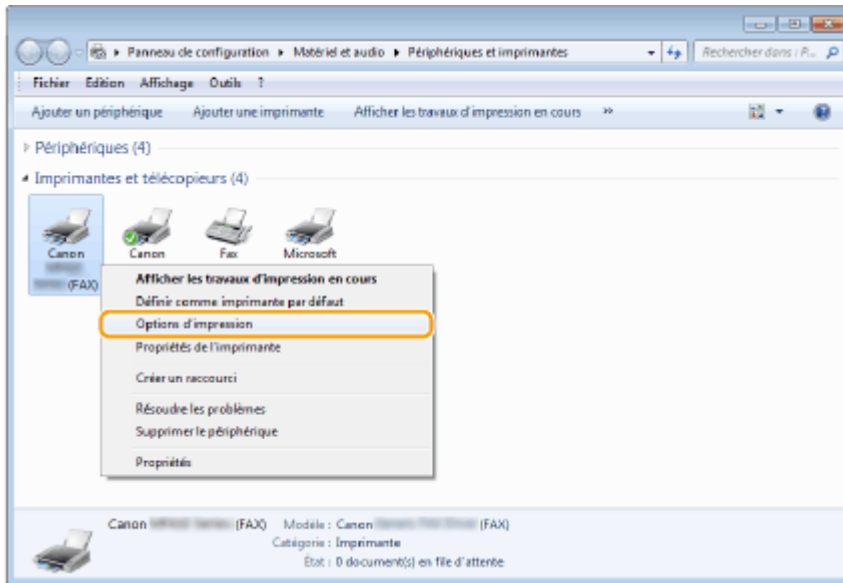 Panneau de configuration ▸ Matériel et audio ▸ Périphériques et imprimantes
Rechercher dans : P...
Fichier Edition Affichage Outils ?
Ajouter un périphérique Ajouter une imprimante Afficher les travaux d'impression en cours »
Périphériques (4)
Imprimantes et télécopieurs (4)
Canon (FAX)
Canon
Fax
Microsoft
Afficher les travaux d'impression en cours
Définir comme imprimante par défaut
Options d'impression
Propriétés de l'imprimante
Créer un raccourci
Résoudre les problèmes
Supprimer le périphérique
Propriétés
Canon (FAX) Modèle : Canon (FAX)
Catégorie : Imprimante
État : 0 document(s) en file d'attente